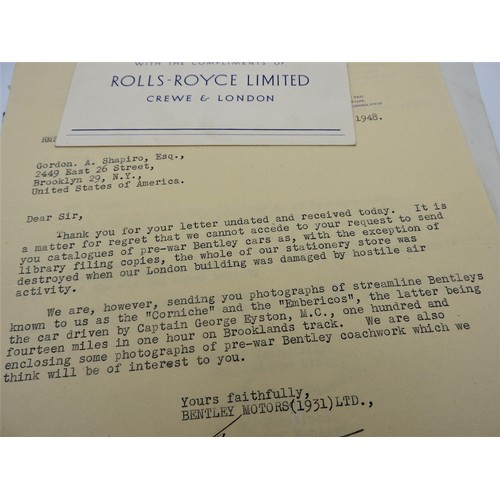 WITH THE COMPLIMENTS OF
ROLLS-ROYCE LIMITED
CREWE & LONDON
1948.
Gordon. A. Shapiro, Esq.,
2449 East 26 Street,
Brooklyn 29, N.Y.,
United States of America.
Dear Sir,
Thank you for your letter undated and received today. It is
a matter for regret that we cannot accede to your request to send
you catalogues of pre-war Bentley cars as, with the exception of
library filing copies, the whole of our stationery store was
destroyed when our London building was damaged by hostile air
activity.
We are, however, sending you photographs of streamline Bentleys
known to us as the "Corniche" and the "Embericos", the latter being
the car driven by Captain George Eyston, M.C., one hundred and
fourteen miles in one hour on Brooklands track. We are also
enclosing some photographs of pre-war Bentley coachwork which we
think will be of interest to you.
Yours faithfully,
BENTLEY MOTORS(1931)LTD.,